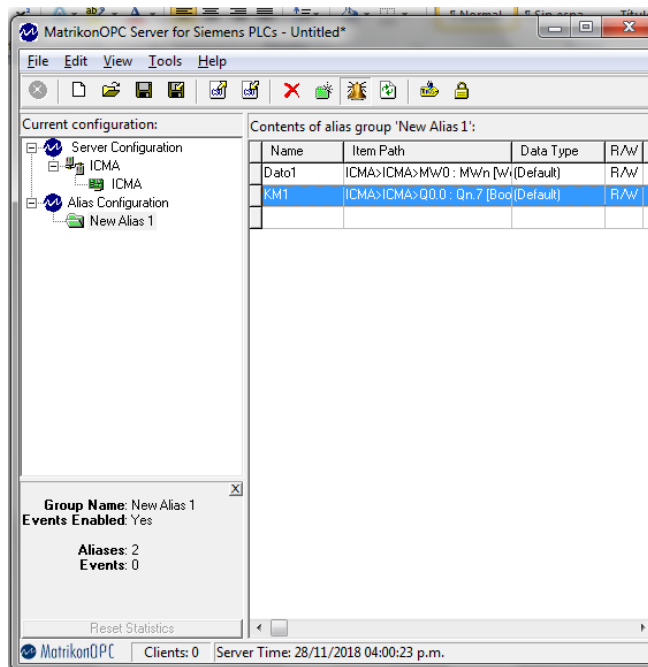 MatrikonOPC Server for Siemens PLCs - Untitled*
File Edit View Tools Help
Current configuration:
Server Configuration
ICMA
ICMA
Alias Configuration
New Alias 1
Contents of alias group 'New Alias 1':
Name Item Path Data Type R/W
Dato1 ICMA>ICMA>MW0 : MWn [W (Default) R/W
KM1 ICMA>ICMA>Q0.0 : Qn.7 [Boo (Default) R/W
Group Name: New Alias 1
Events Enabled: Yes
Aliases: 2
Events: 0
Reset Statistics
MatrikonOPC Clients: 0 Server Time: 28/11/2018 04:00:23 p.m.